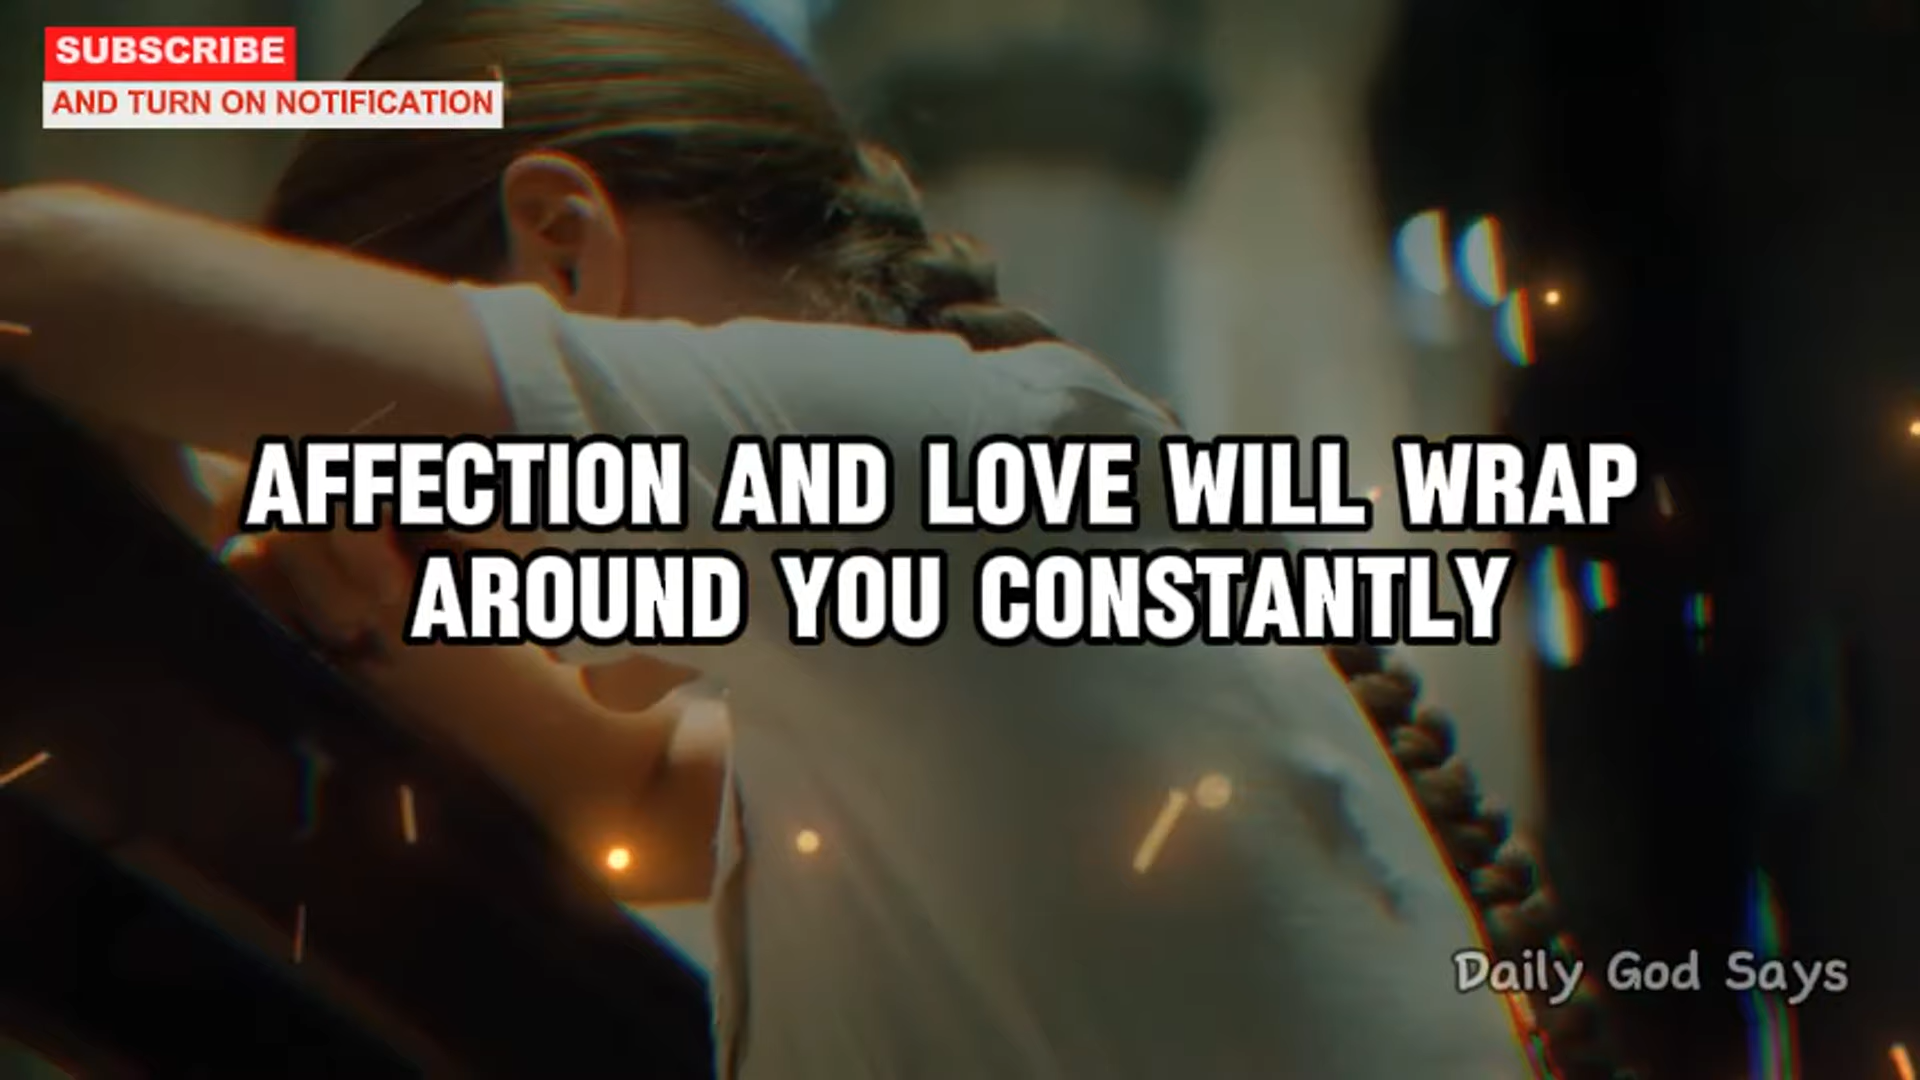 SUBSCRIBE
AND TURN ON NOTIFICATION
AFFECTION AND LOVE WILL WRAP
AROUND YOU CONSTANTLY
Daily God Says